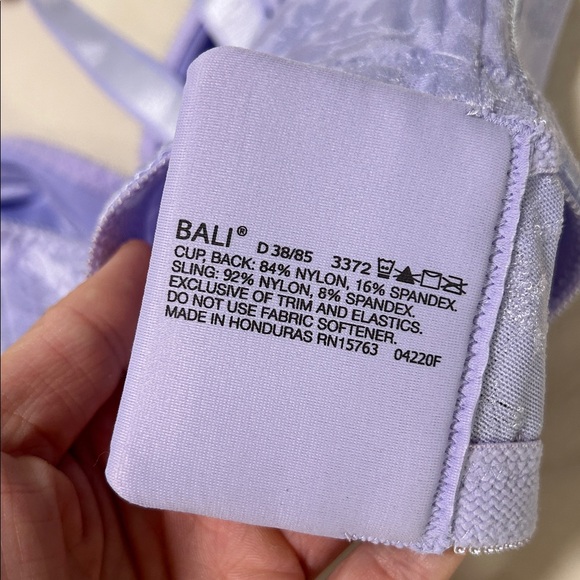 BALI® D 38/85 3372
CUP, BACK: 84% NYLON, 16% SPANDEX.
SLING: 92% NYLON, 8% SPANDEX.
EXCLUSIVE OF TRIM AND ELASTICS.
DO NOT USE FABRIC SOFTENER.
MADE IN HONDURAS RN15763 04220F